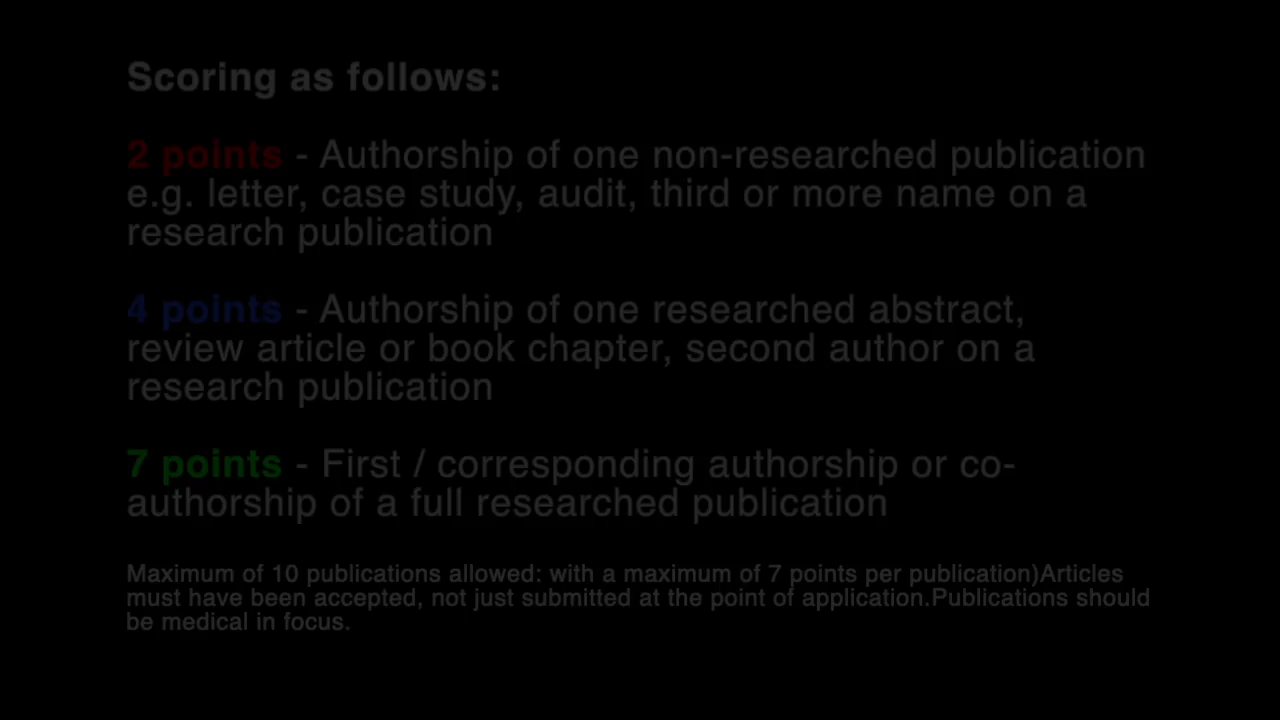 Scoring as follows:
2 points - Authorship of one non-researched publication
e.g. letter, case study, audit, third or more name on a
research publication
4 points - Authorship of one researched abstract,
review article or book chapter, second author on a
research publication
7 points - First / corresponding authorship or co-
authorship of a full researched publication
Maximum of 10 publications allowed: with a maximum of 7 points per publication)Articles
must have been accepted, not just submitted at the point of application.Publications should
be medical in focus.